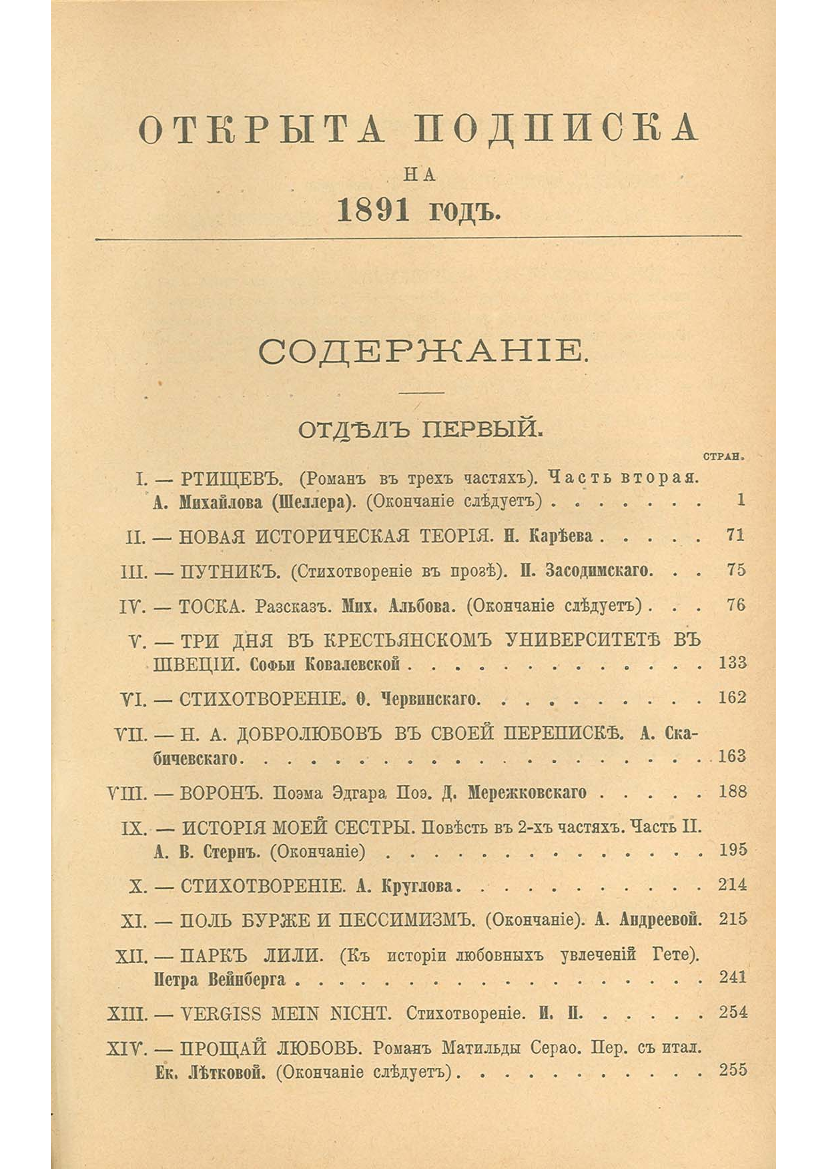 ОТКРЫТА ПОДПИСКА
НА
1891 годъ.
СОДЕРЖАНІЕ.
ОТДѢЛЪ ПЕРВЫЙ.
СТРАН.
I. — РТИЩЕВЪ. (Романъ въ трехъ частяхъ). Часть вторая.
А. Михайлова (Шеллера). (Окончаніе слѣдуетъ) . . . . . . . 1
II. — НОВАЯ ИСТОРИЧЕСКАЯ ТЕОРІЯ. Н. Карѣева . . . . . 71
III. — ПУТНИКЪ. (Стихотвореніе въ прозѣ). П. Засодимскаго. . . 75
IV. — ТОСКА. Разсказъ. Мих. Альбова. (Окончаніе слѣдуетъ) . . . 76
V. — ТРИ ДНЯ ВЪ КРЕСТЬЯНСКОМЪ УНИВЕРСИТЕТѢ ВЪ
ШВЕЦІИ. Софьи Ковалевской . . . . . . . . . . . . . 133
VI. — СТИХОТВОРЕНІЕ. Ѳ. Червинскаго. . . . . . . . . . 162
VII. — Н. А. ДОБРОЛЮБОВЪ ВЪ СВОЕЙ ПЕРЕПИСКѢ. А. Ска-
бичевскаго. . . . . . . . . . . . . . . . . . . . . 163
VIII. — ВОРОНЪ. Поэма Эдгара Поэ. Д. Мережковскаго . . . . . 188
IX. — ИСТОРІЯ МОЕЙ СЕСТРЫ. Повѣсть въ 2-хъ частяхъ. Часть II.
А. В. Стернъ. (Окончаніе) . . . . . . . . . . . . . . 195
X. — СТИХОТВОРЕНІЕ. А. Круглова. . . . . . . . . . . 214
XI. — ПОЛЬ БУРЖЕ И ПЕССИМИЗМЪ. (Окончаніе). А. Андреевой. 215
XII. — ПАРКЪ ЛИЛИ. (Къ исторіи любовныхъ увлеченій Гете).
Петра Вейнберга . . . . . . . . . . . . . . . . . . 241
XIII. — VERGISS MEIN NICHT. Стихотвореніе. И. П. . . . . . 254
XIV. — ПРОЩАЙ ЛЮБОВЬ. Романъ Матильды Серао. Пер. съ итал.
Ек. Лѣтковой. (Окончаніе слѣдуетъ) . . . . . . . . . . . 255